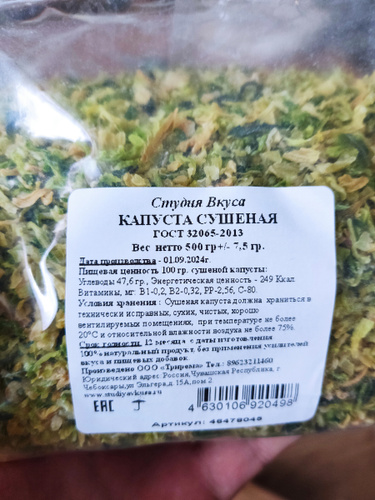 Студия Вкуса
КАПУСТА СУШЕНАЯ
ГОСТ 32065-2013
Вес нетто 500 гр+/- 7,5 гр.
Дата производства - 01.09.2024г.
Пищевая ценность 100 гр. сушеной капусты:
Углеводы 47,6 гр., Энергетическая ценность - 249 Ккал
Витамины, мг: В1-0,2, В2-0,32, РР-2,56, С-80.
Условия хранения : Сушеная капуста должна храниться в
технически исправных, сухих, чистых, хорошо
вентилируемых помещениях, при температуре не более
20°С и относительной влажности воздуха не более 75%.
Срок годности: 12 месяца с даты изготовления
100% натуральный продукт, без применения усилителей
вкуса и пищевых добавок
Произведено ООО Тел.: 89623211460
Юридический адрес: Россия,Чувашская Республика, г.
Чебоксары,ул Эльгера,д. 15А,пом.2
www.studiyavkusa.ru
EAC
4 630106 920498
Артикул: 48478049